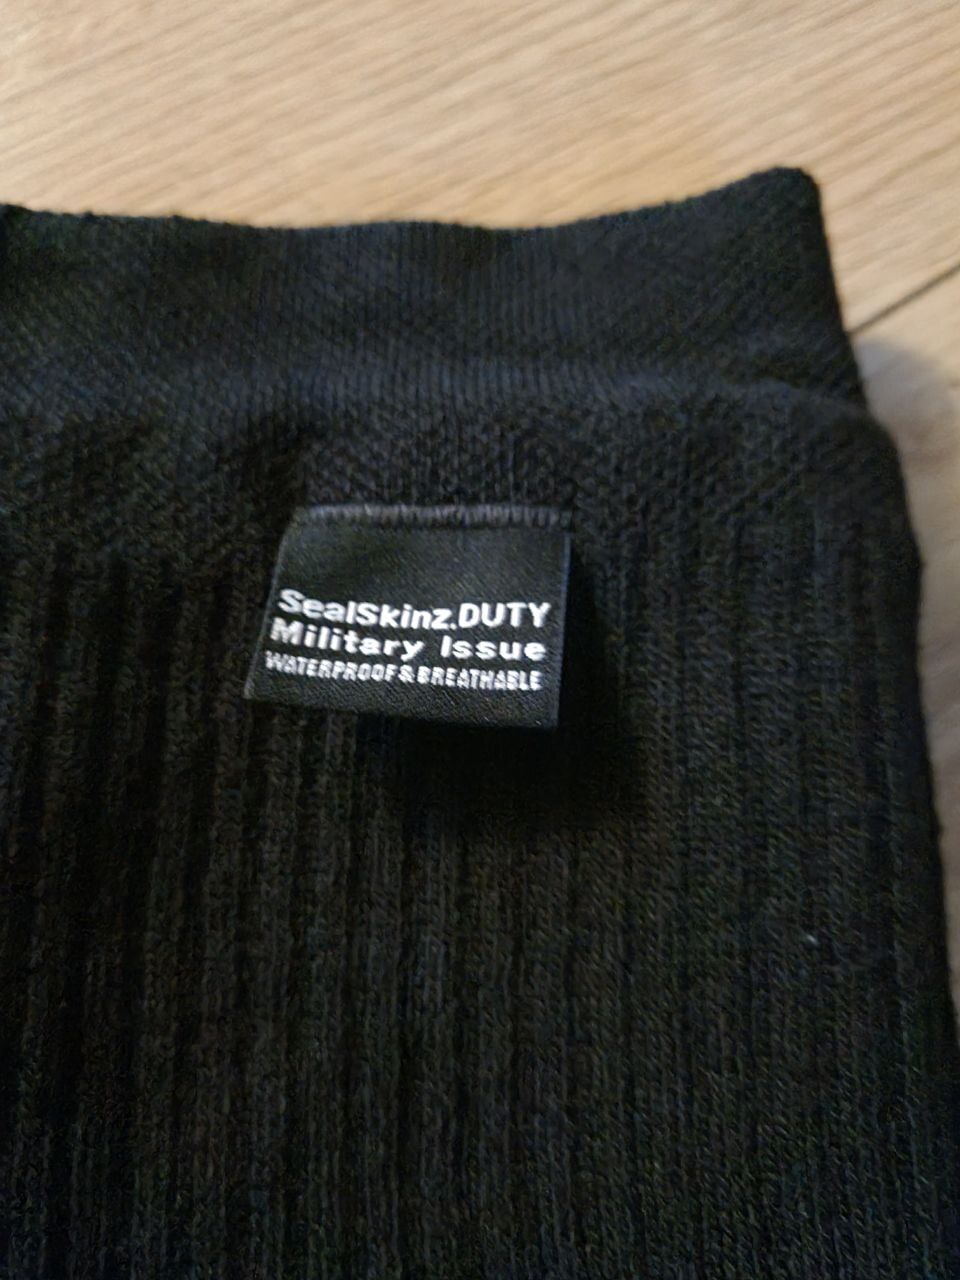 SealSkinz.DUTY
Military Issue
WATERPROOF & BREATHABLE